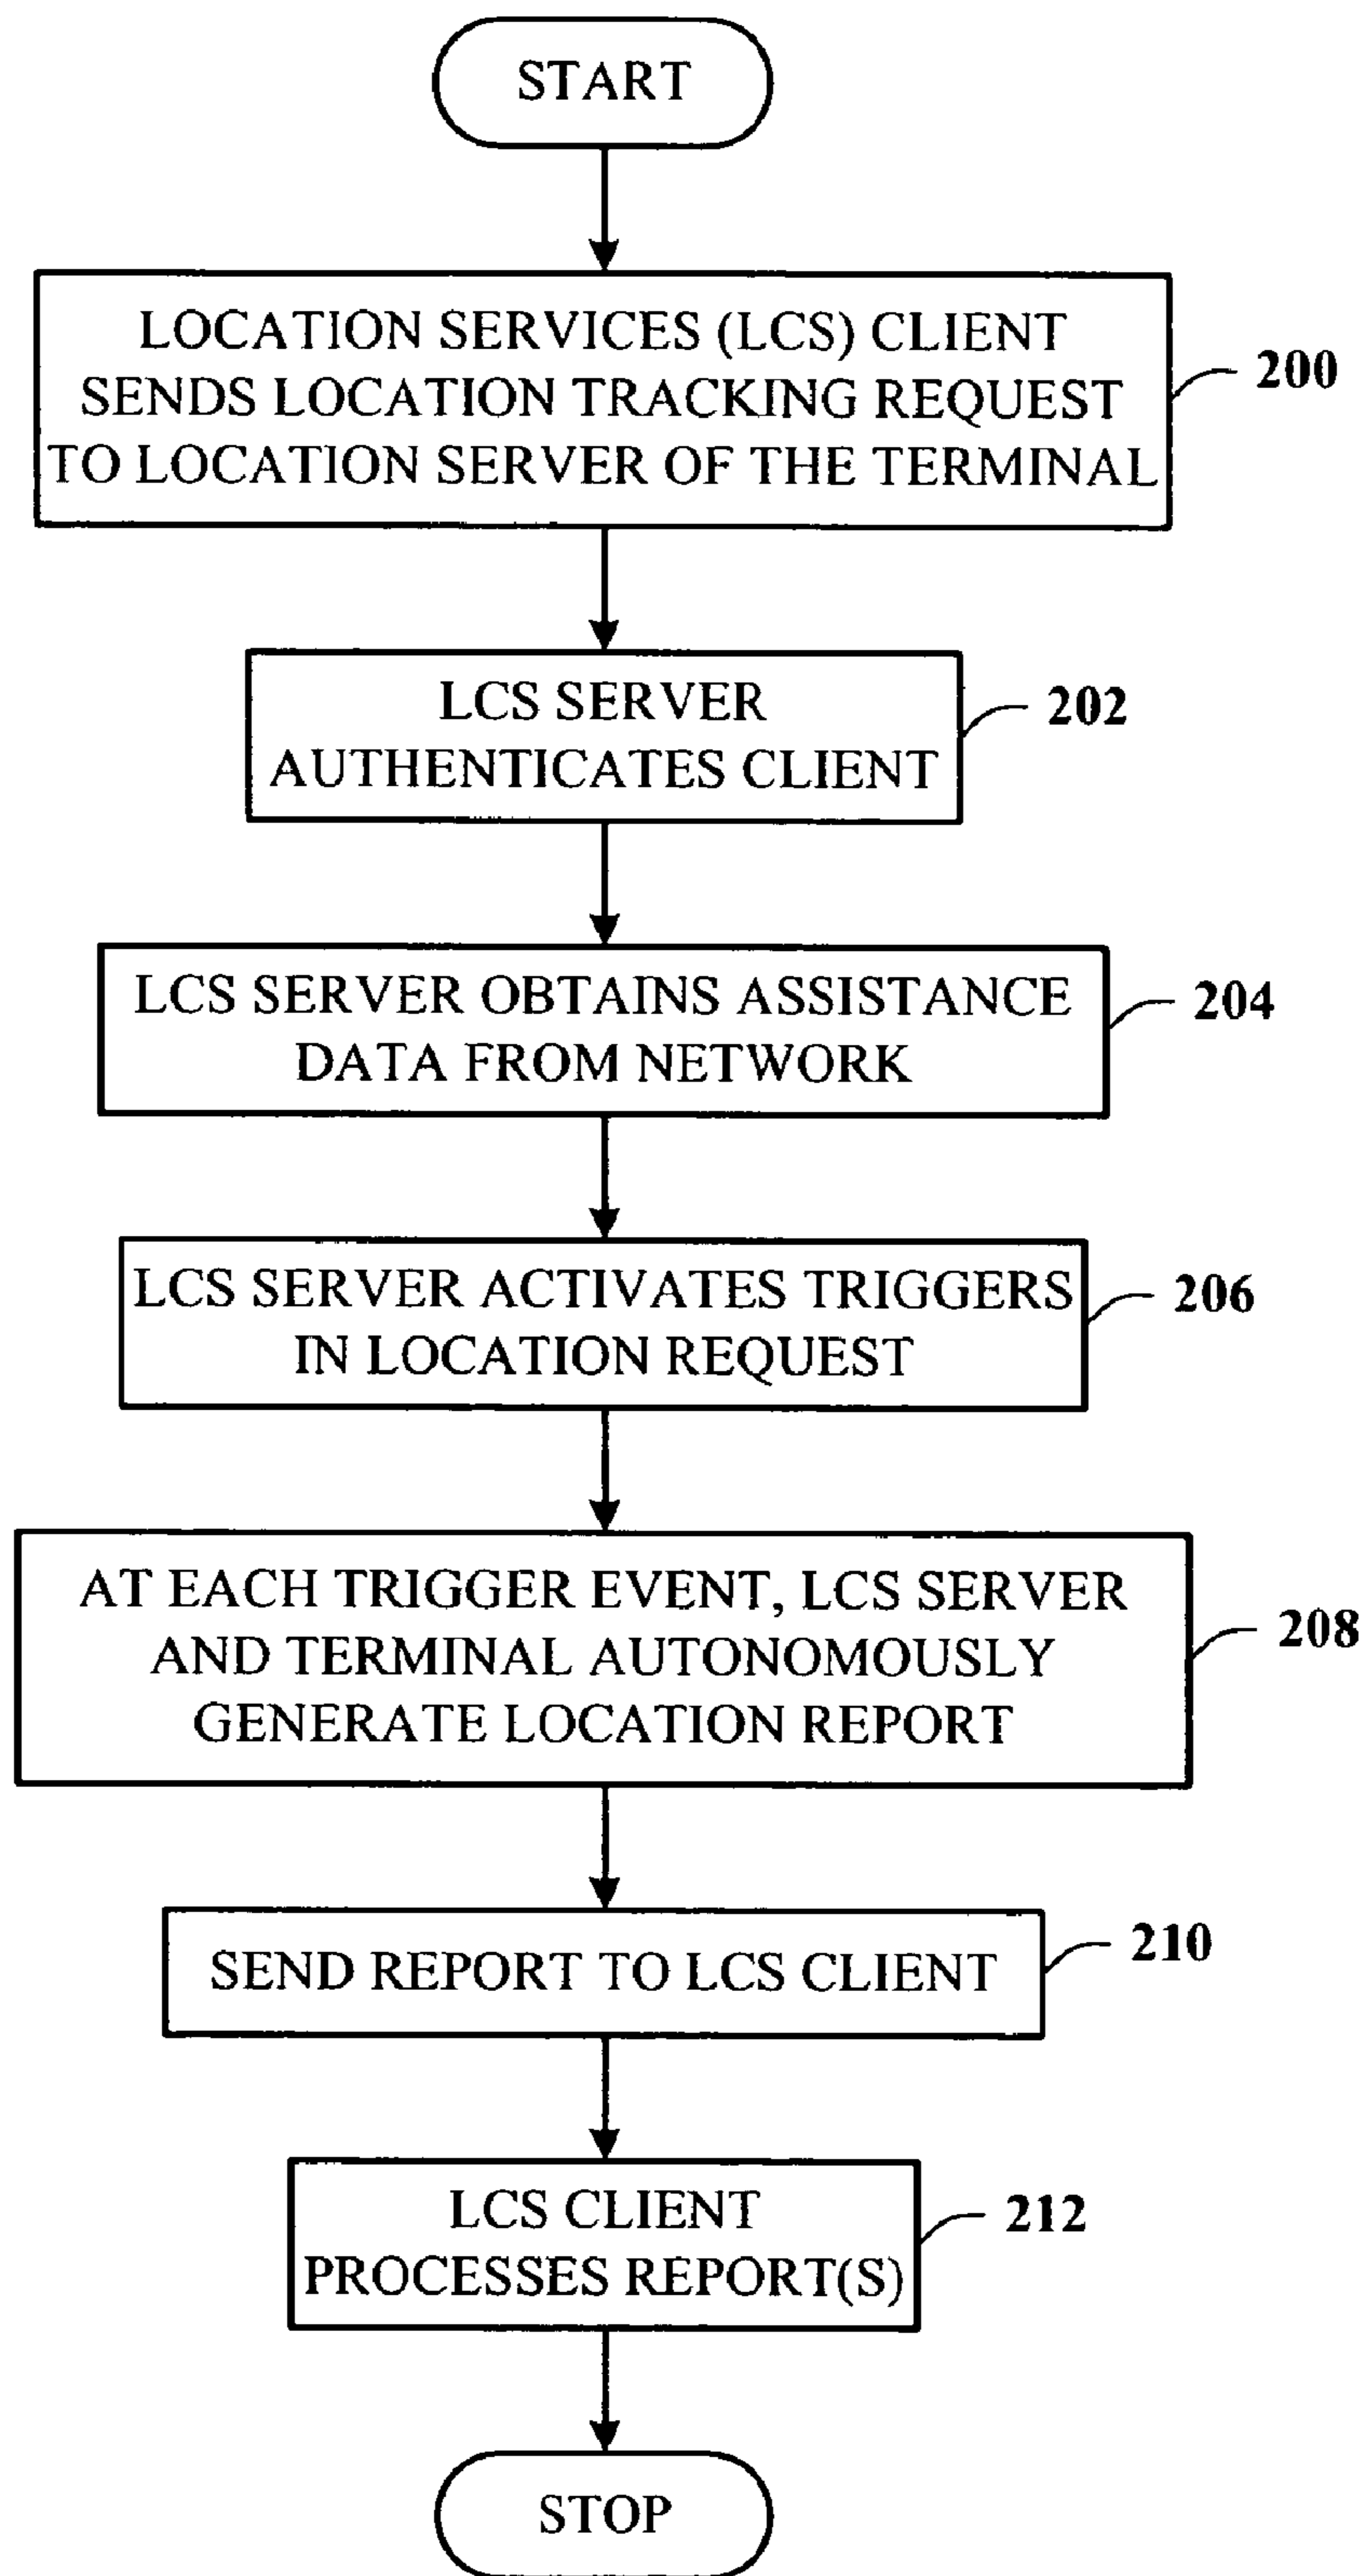 START
LOCATION SERVICES (LCS) CLIENT
SENDS LOCATION TRACKING REQUEST
TO LOCATION SERVER OF THE TERMINAL
200
LCS SERVER
AUTHENTICATES CLIENT
202
LCS SERVER OBTAINS ASSISTANCE
DATA FROM NETWORK
204
LCS SERVER ACTIVATES TRIGGERS
IN LOCATION REQUEST
206
AT EACH TRIGGER EVENT, LCS SERVER
AND TERMINAL AUTONOMOUSLY
GENERATE LOCATION REPORT
208
SEND REPORT TO LCS CLIENT
210
LCS CLIENT
PROCESSES REPORT(S)
212
STOP